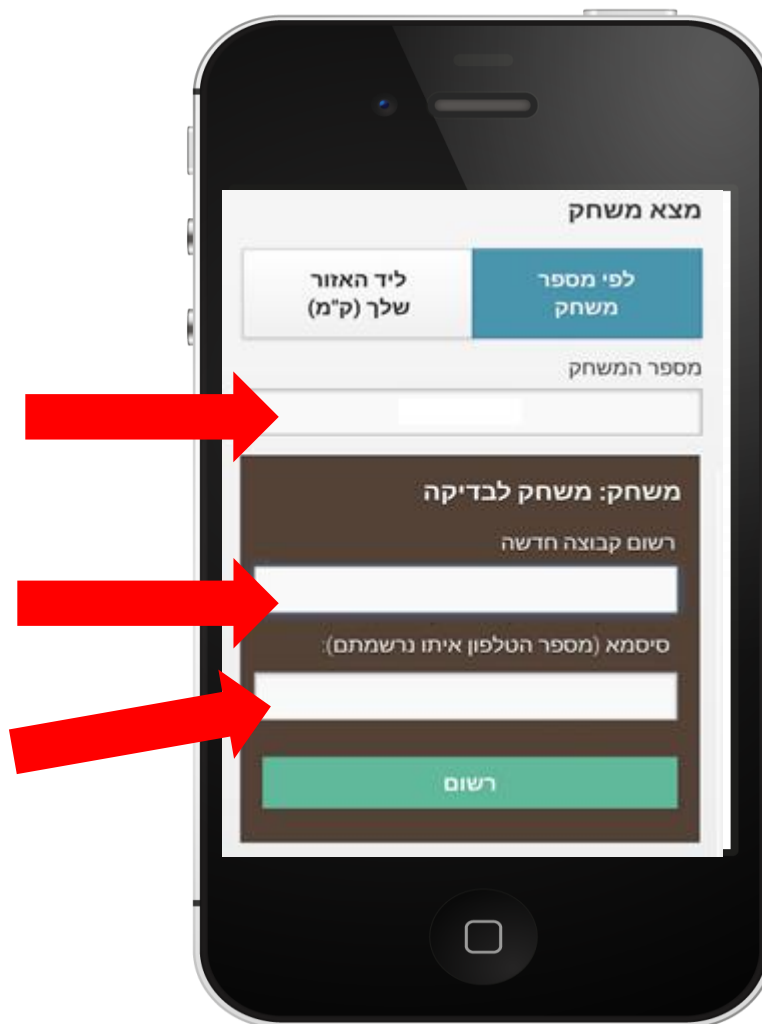 מצא משחק
לפי מספר
משחק
ליד האזור
שלך (ק"מ)
מספר המשחק
משחק: משחק לבדיקה
רשום קבוצה חדשה
סיסמא (מספר הטלפון איתו נרשמתם):
רשום